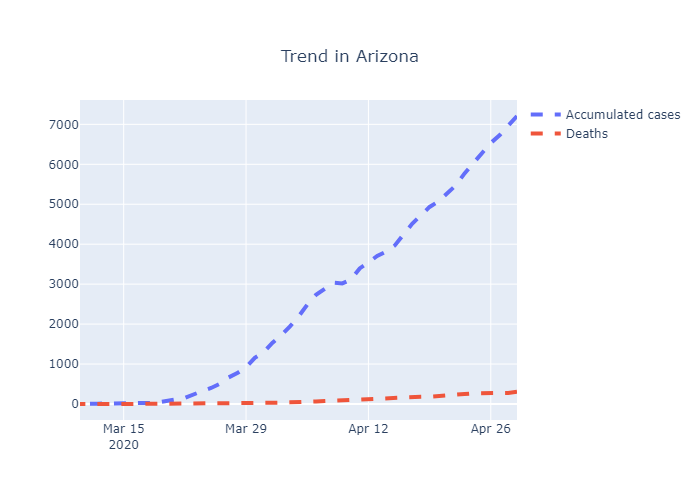 Trend in Arizona
Accumulated cases
Deaths
7000
6000
5000
4000
3000
2000
1000
0
Mar 15
2020
Mar 29
Apr 12
Apr 26